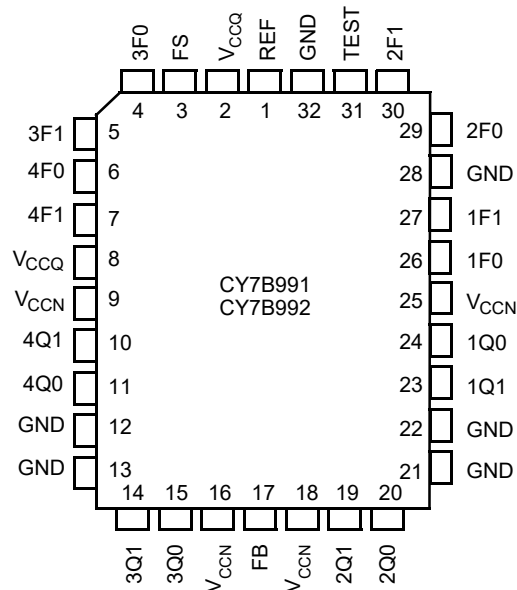 3F0 FS VCCQ REF GND TEST 2F1
4 3 2 1 32 31 30
3F1 5 29 2F0
4F0 6 28 GND
4F1 7 27 1F1
VCCQ 8 26 1F0
VCCN 9 25 VCCN
CY7B991
CY7B992
4Q1 10 24 1Q0
4Q0 11 23 1Q1
GND 12 22 GND
GND 13 21 GND
14 15 16 17 18 19 20
3Q1 3Q0 VCCN FB VCCN 2Q1 2Q0